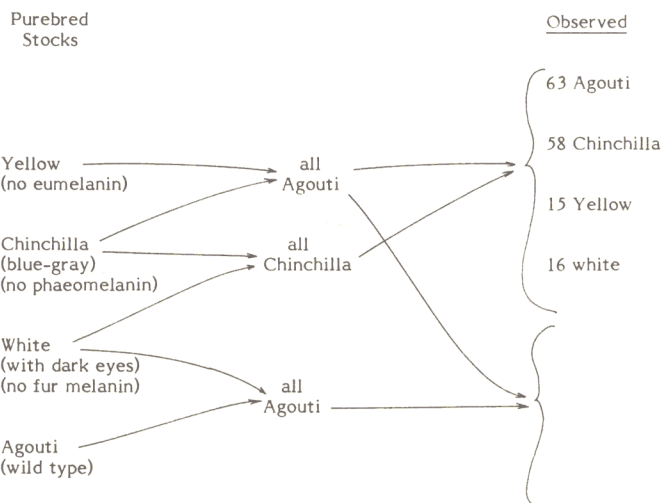 Purebred
Stocks
Observed
63 Agouti
58 Chinchilla
15 Yellow
16 white
Yellow
(no eumelanin)
all
Agouti
Chinchilla
(blue-gray)
(no phaeomelanin)
all
Chinchilla
White
(with dark eyes)
(no fur melanin)
all
Agouti
Agouti
(wild type)